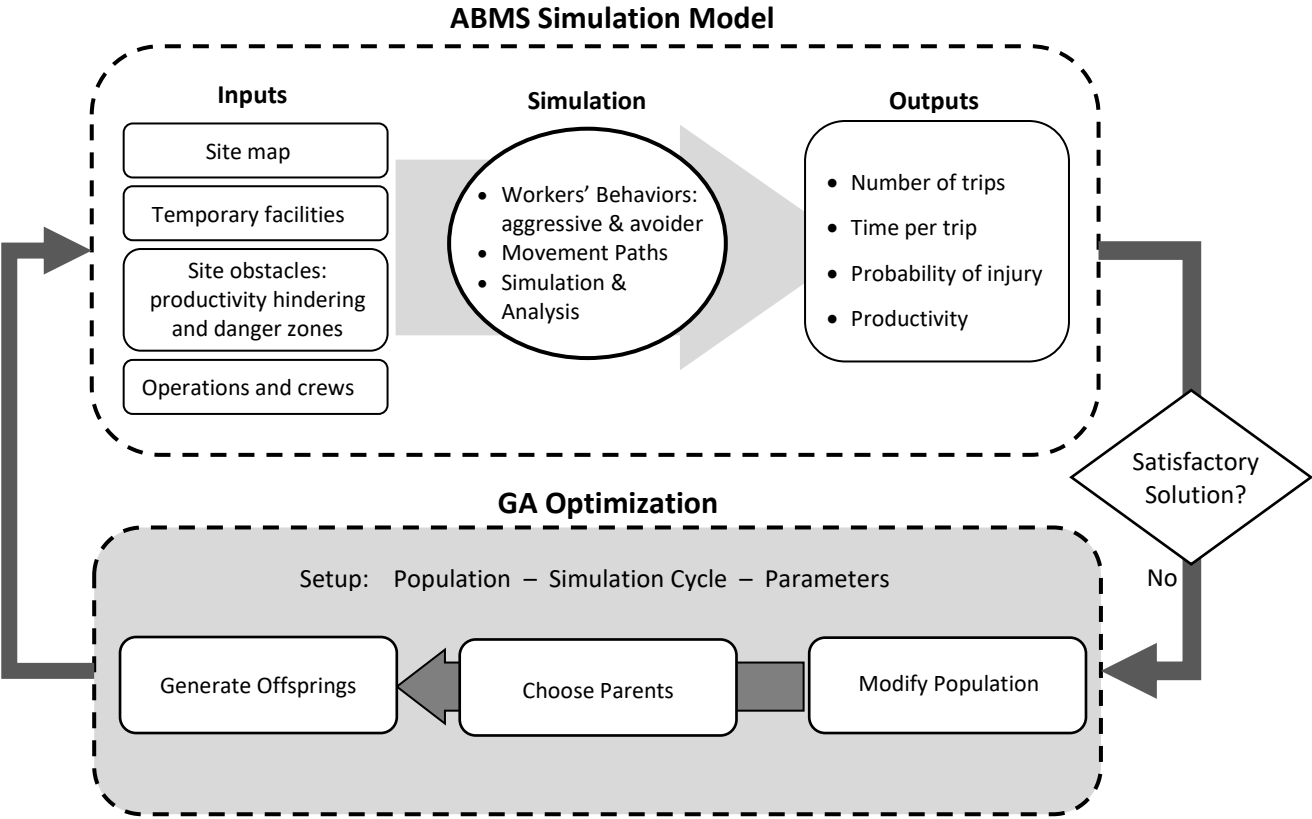 ABMS Simulation Model
Inputs
Site map
Temporary facilities
Site obstacles:
productivity hindering
and danger zones
Operations and crews
Simulation
• Workers’ Behaviors:
aggressive & avoider
• Movement Paths
• Simulation &
Analysis
Outputs
• Number of trips
• Time per trip
• Probability of injury
• Productivity
Satisfactory
Solution?
No
GA Optimization
Setup: Population – Simulation Cycle – Parameters
Generate Offsprings
Choose Parents
Modify Population